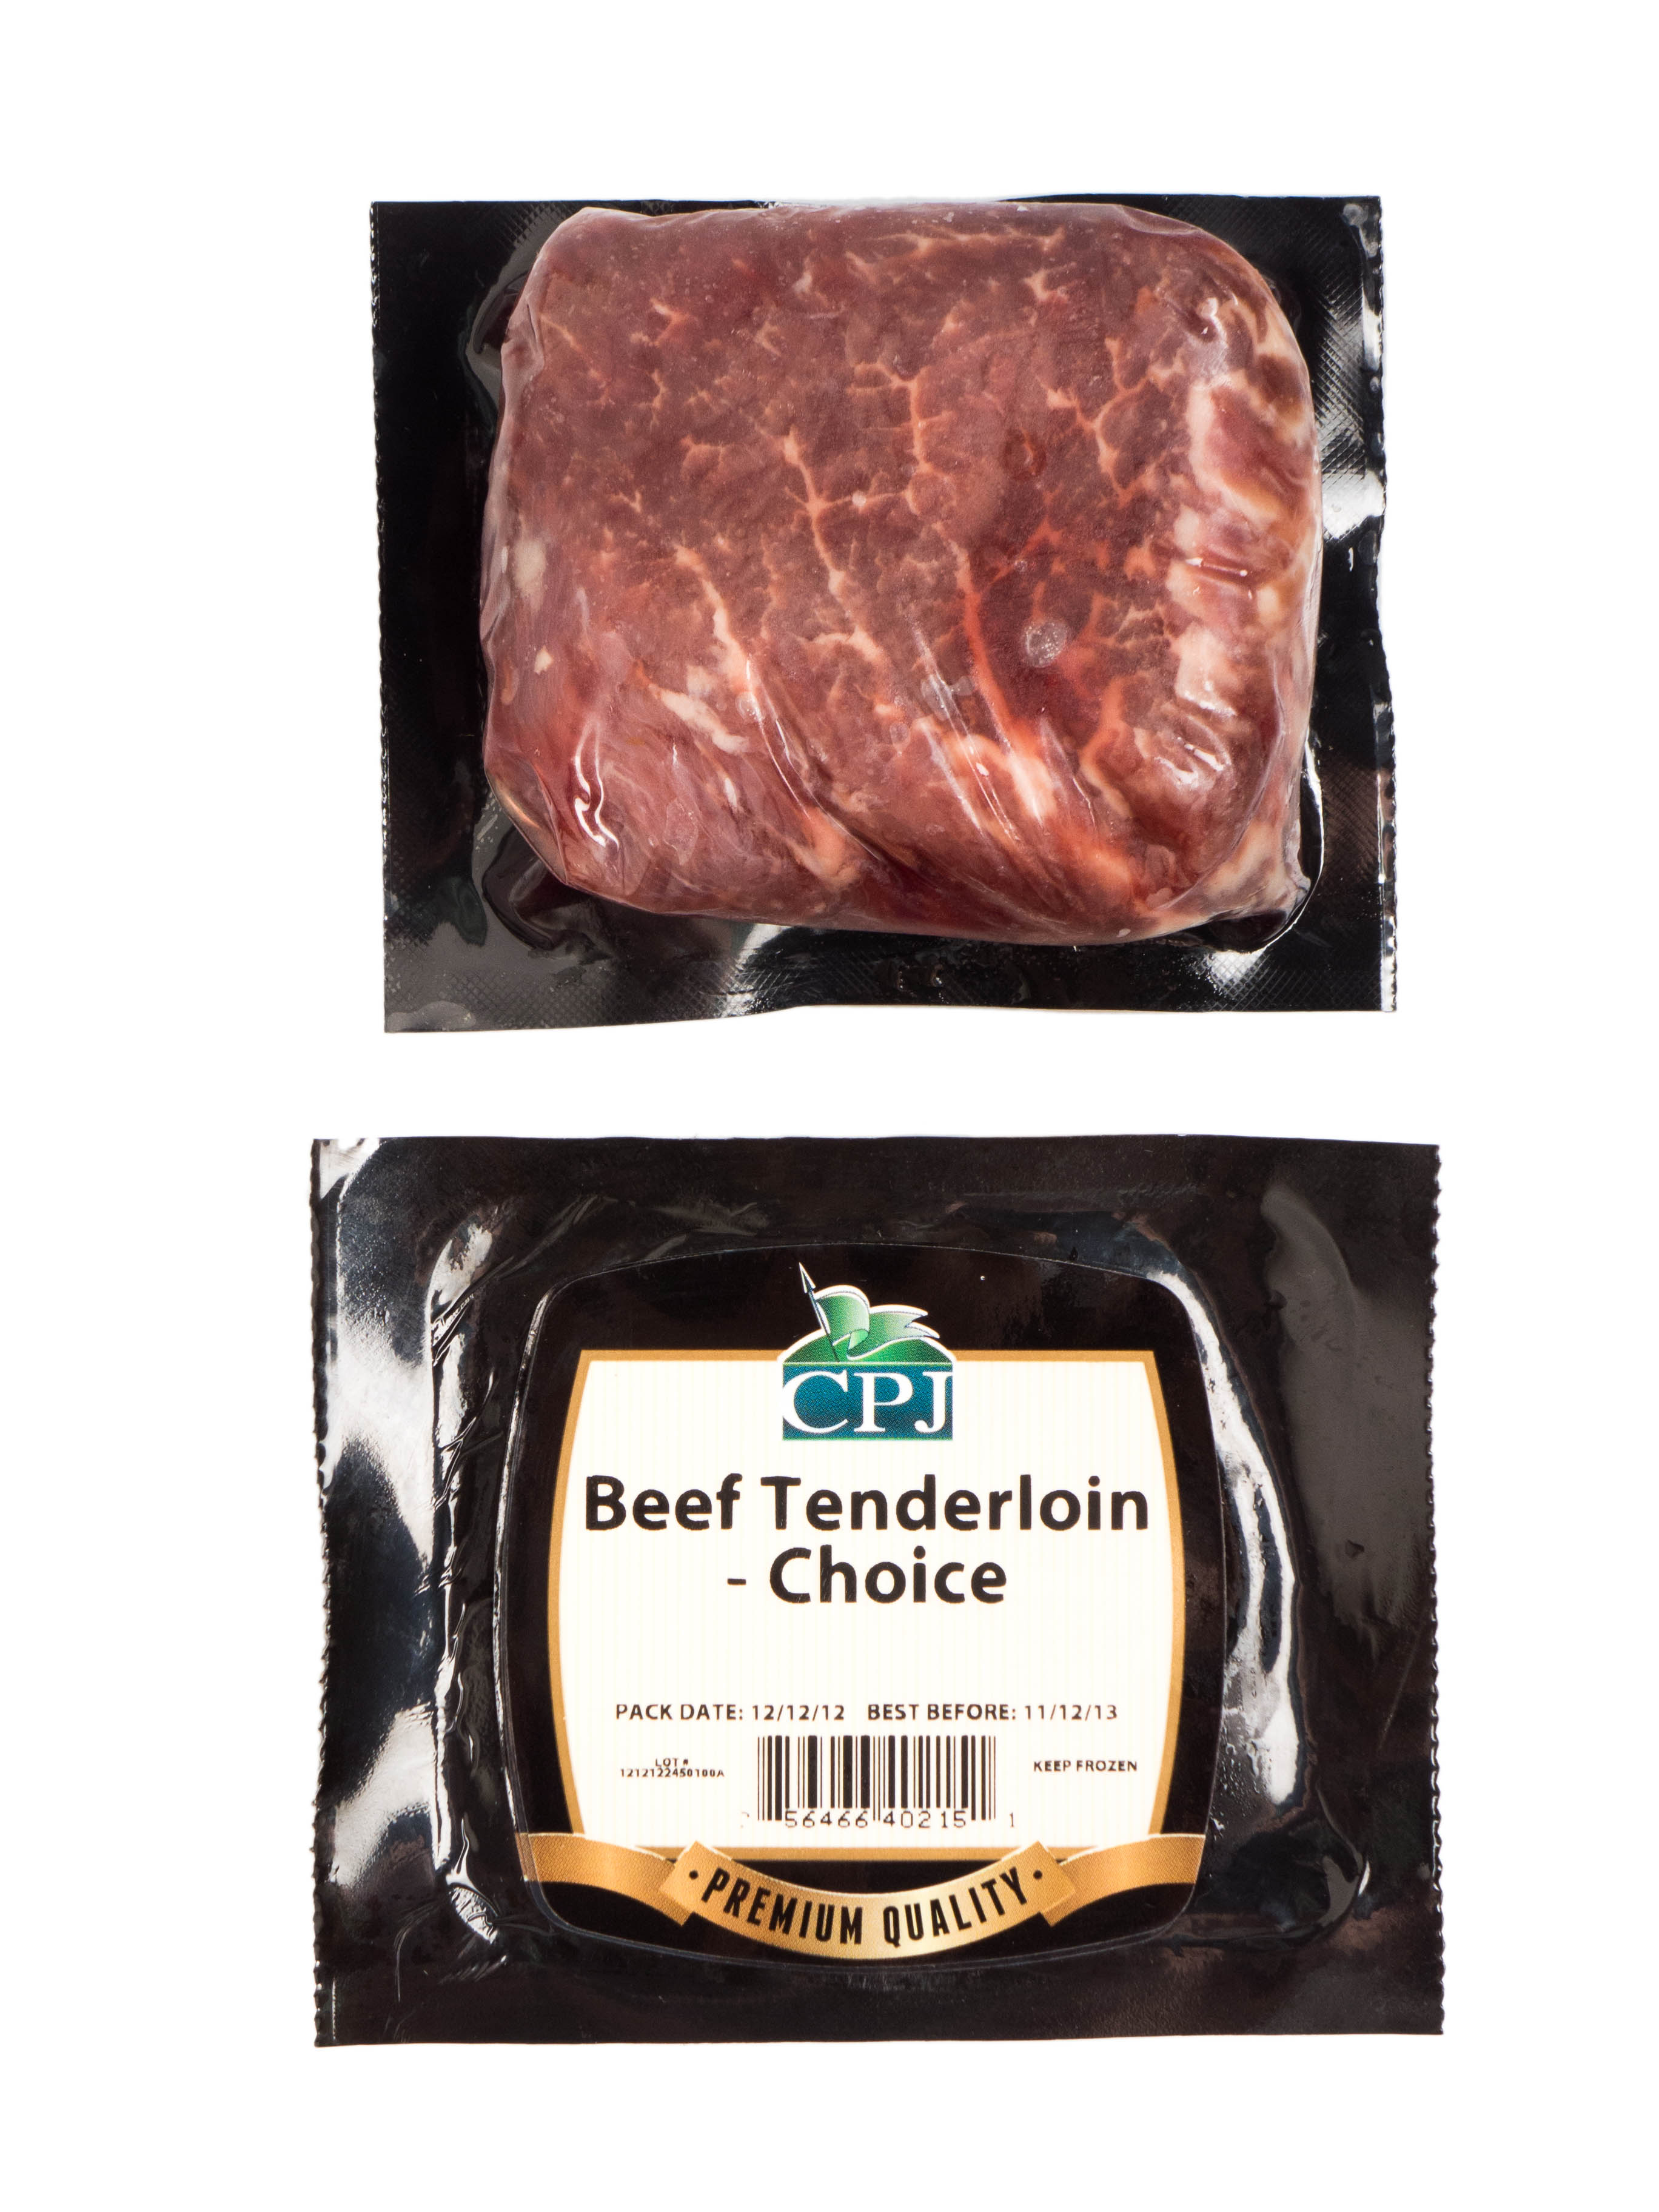 CPJ
Beef Tenderloin
- Choice
PACK DATE: 12/12/12 BEST BEFORE: 11/12/13
LOT #
1212122450100A
KEEP FROZEN
56466 40215 1
PREMIUM QUALITY